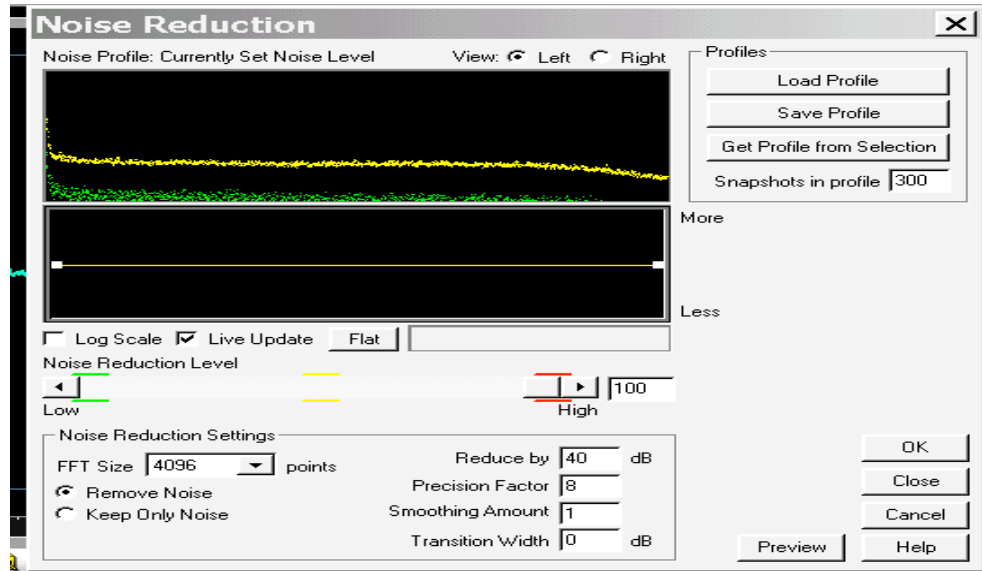 Noise Reduction
Noise Profile: Currently Set Noise Level View: Left Right
Profiles
Load Profile
Save Profile
Get Profile from Selection
Snapshots in profile 300
More
Less
Log Scale Live Update Flat
Noise Reduction Level
100
Low High
Noise Reduction Settings
FFT Size 4096 points
Remove Noise
Keep Only Noise
Reduce by 40 dB
Precision Factor 8
Smoothing Amount 1
Transition Width 0 dB
OK
Close
Cancel
Preview Help